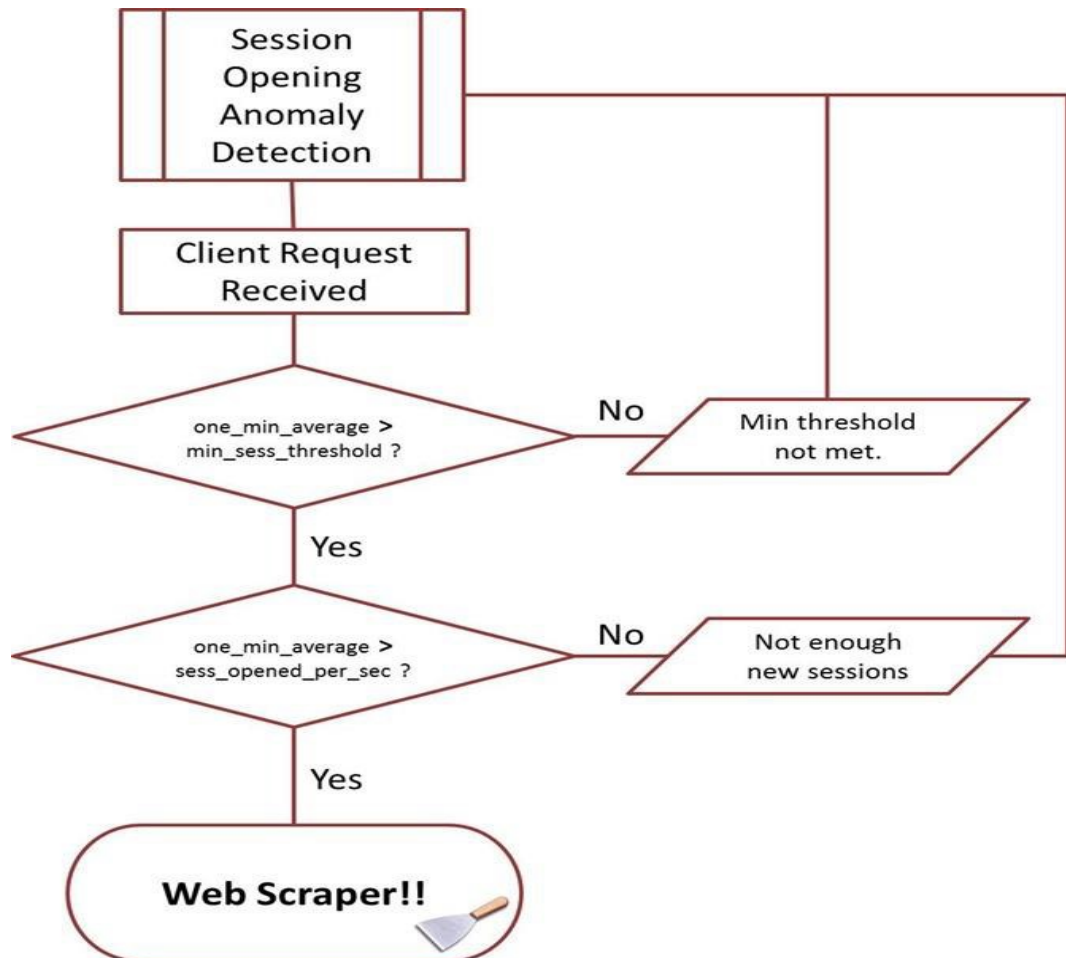 Session
Opening
Anomaly
Detection
Client Request
Received
one_min_average >
min_sess_threshold ?
No
Min threshold
not met.
Yes
one_min_average >
sess_opened_per_sec ?
No
Not enough
new sessions
Yes
Web Scraper!!